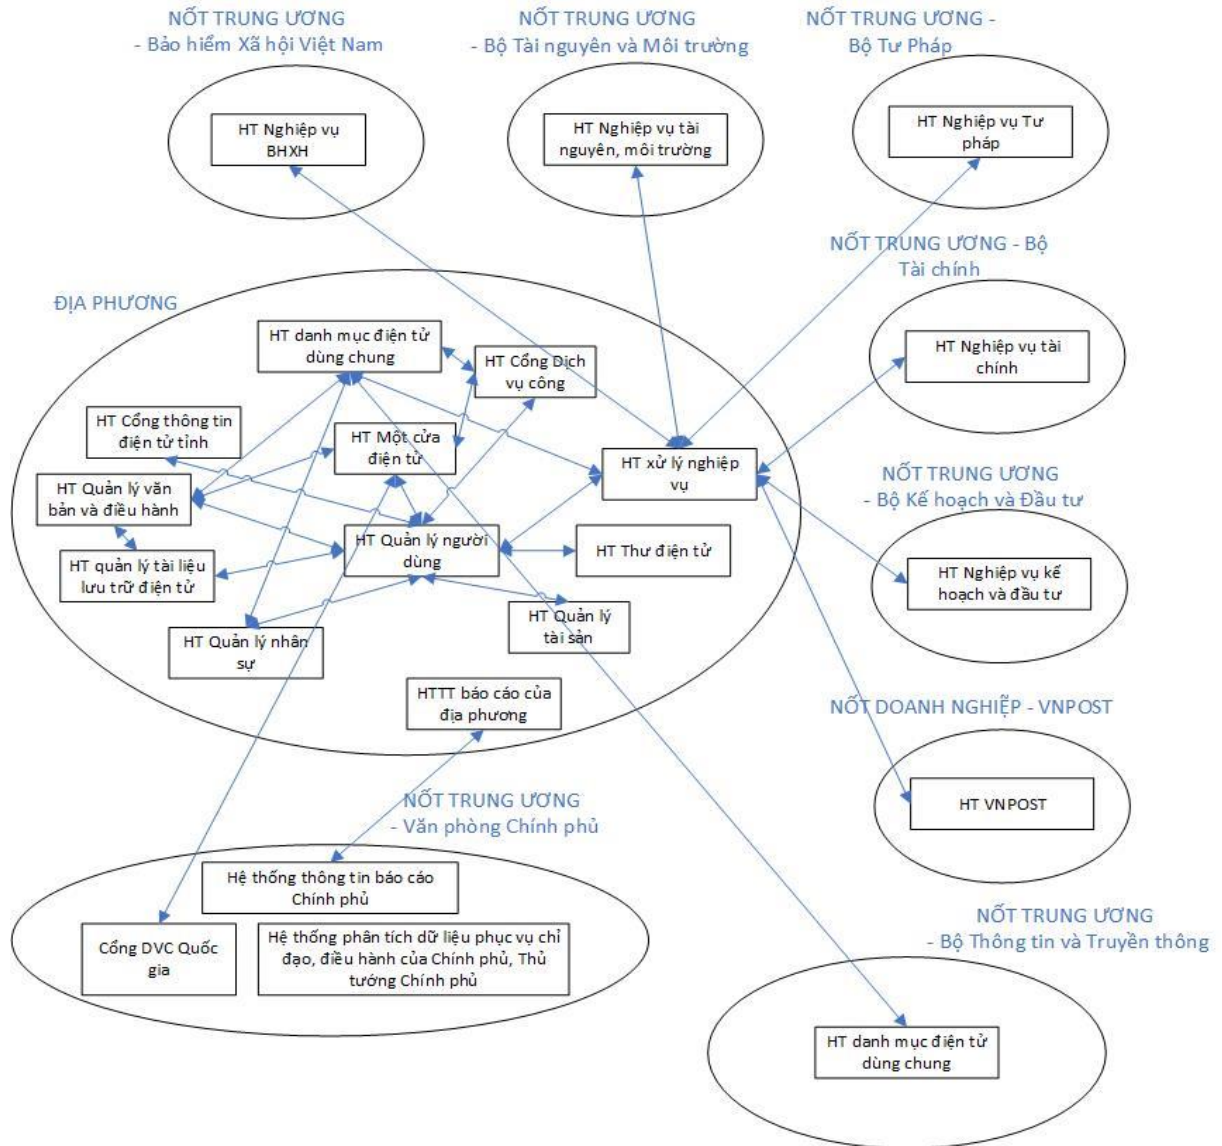 NỐT TRUNG ƯƠNG
- Bảo hiểm Xã hội Việt Nam
NỐT TRUNG ƯƠNG
- Bộ Tài nguyên và Môi trường
NỐT TRUNG ƯƠNG -
Bộ Tư Pháp
HT Nghiệp vụ
BHXH
HT Nghiệp vụ tài
nguyên, môi trường
HT Nghiệp vụ Tư
pháp
NỐT TRUNG ƯƠNG - Bộ
Tài chính
HT Nghiệp vụ tài
chính
ĐỊA PHƯƠNG
HT danh mục điện tử
dùng chung
HT Cổng Dịch
vụ công
HT Cổng thông tin
điện tử tỉnh
HT Một cửa
điện tử
HT xử lý nghiệp
vụ
HT Quản lý văn
bản và điều hành
HT Quản lý người
dùng
HT Thư điện tử
HT quản lý tài liệu
lưu trữ điện tử
HT Quản lý nhân
sự
HT Quản lý
tài sản
HTTT báo cáo của
địa phương
NỐT TRUNG ƯƠNG
- Bộ Kế hoạch và Đầu tư
HT Nghiệp vụ kế
hoạch và đầu tư
NỐT DOANH NGHIỆP - VNPOST
HT VNPOST
NỐT TRUNG ƯƠNG
- Văn phòng Chính phủ
Hệ thống thông tin báo cáo
Chính phủ
Cổng DVC Quốc
gia
Hệ thống phân tích dữ liệu phục vụ chỉ
đạo, điều hành của Chính phủ, Thủ
tướng Chính phủ
NỐT TRUNG ƯƠNG
- Bộ Thông tin và Truyền thông
HT danh mục điện tử
dùng chung